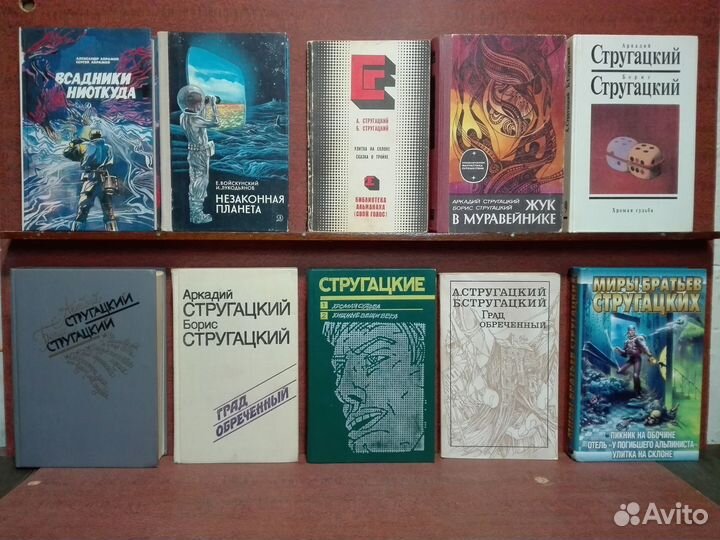 АЛЕКСАНДР АБРАМОВ
СЕРГЕЙ АБРАМОВ
ВСАДНИКИ
НИОТКУДА
Е.ВОЙСКУНСКИЙ
И.ЛУКОДЬЯНОВ
НЕЗАКОННАЯ
ПЛАНЕТА
А. СТРУГАЦКИЙ
Б. СТРУГАЦКИЙ
УЛИТКА НА СКЛОНЕ
СКАЗКА О ТРОЙКЕ
БИБЛИОТЕКА
АЛЬМАНАХА
(СВОЙ ГОЛОС)
АРКАДИЙ СТРУГАЦКИЙ
БОРИС СТРУГАЦКИЙ
ЖУК
В МУРАВЕЙНИКЕ
Аркадий
Стругацкий
Борис
Стругацкий
Хромая судьба
СТРУГАЦКИЙ
СТРУГАЦКИЙ
Аркадий
СТРУГАЦКИЙ
Борис
СТРУГАЦКИЙ
ГРАД
ОБРЕЧЕННЫЙ
СТРУГАЦКИЕ
1 ХРОМАЯ СУДЬБА
2 ХИЩНЫЕ ВЕЩИ ВЕКА
А.СТРУГАЦКИЙ
Б.СТРУГАЦКИЙ
ГРАД
ОБРЕЧЕННЫЙ
МИРЫ БРАТЬЕВ
СТРУГАЦКИХ
МИРЫ БРАТЬЕВ СТРУГАЦКИХ
ПИКНИК НА ОБОЧИНЕ
ОТЕЛЬ «У ПОГИБШЕГО АЛЬПИНИСТА»
УЛИТКА НА СКЛОНЕ
Avito